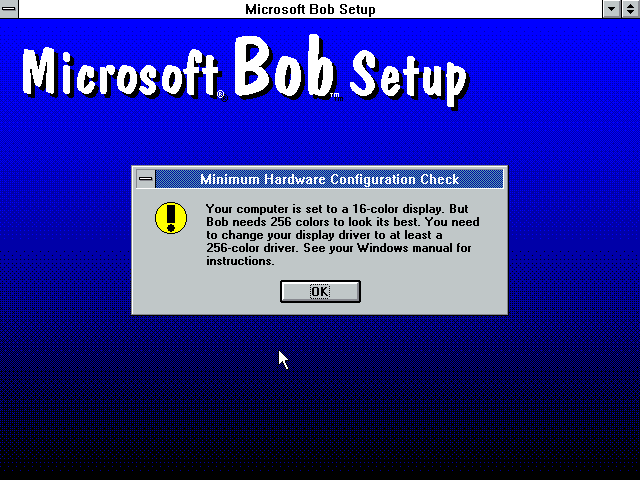 Microsoft Bob Setup
Microsoft® Bob™ Setup
Minimum Hardware Configuration Check
Your computer is set to a 16-color display. But
Bob needs 256 colors to look its best. You need
to change your display driver to at least a
256-color driver. See your Windows manual for
instructions.
OK